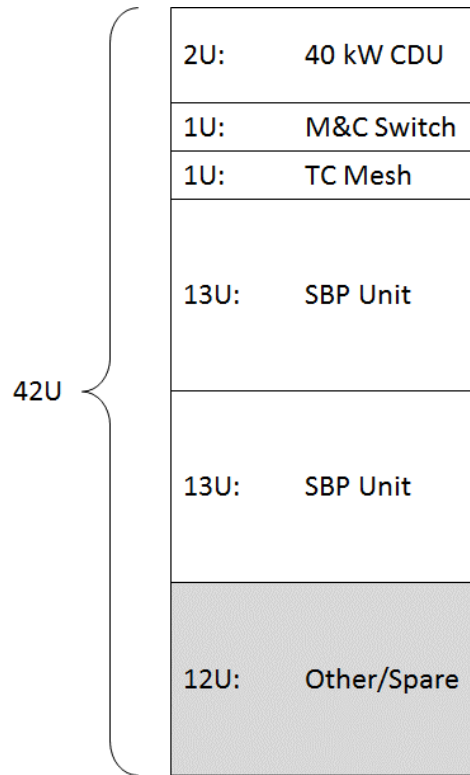 2U: 40 kW CDU
1U: M&C Switch
1U: TC Mesh
13U: SBP Unit
42U
13U: SBP Unit
12U: Other/Spare